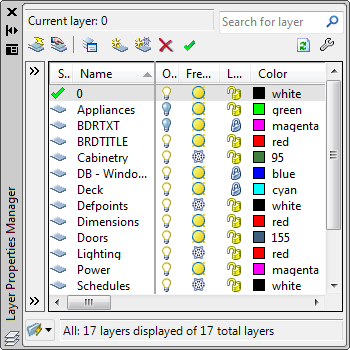 Current layer: 0
Search for layer
S.. Name O.. Fre... L... Color
0 white
Appliances green
BDRTXT magenta
BRDTITLE red
Cabinetry 95
DB - Windo... blue
Deck cyan
Defpoints white
Dimensions red
Doors 155
Lighting red
Power magenta
Schedules white
Layer Properties Manager
All: 17 layers displayed of 17 total layers